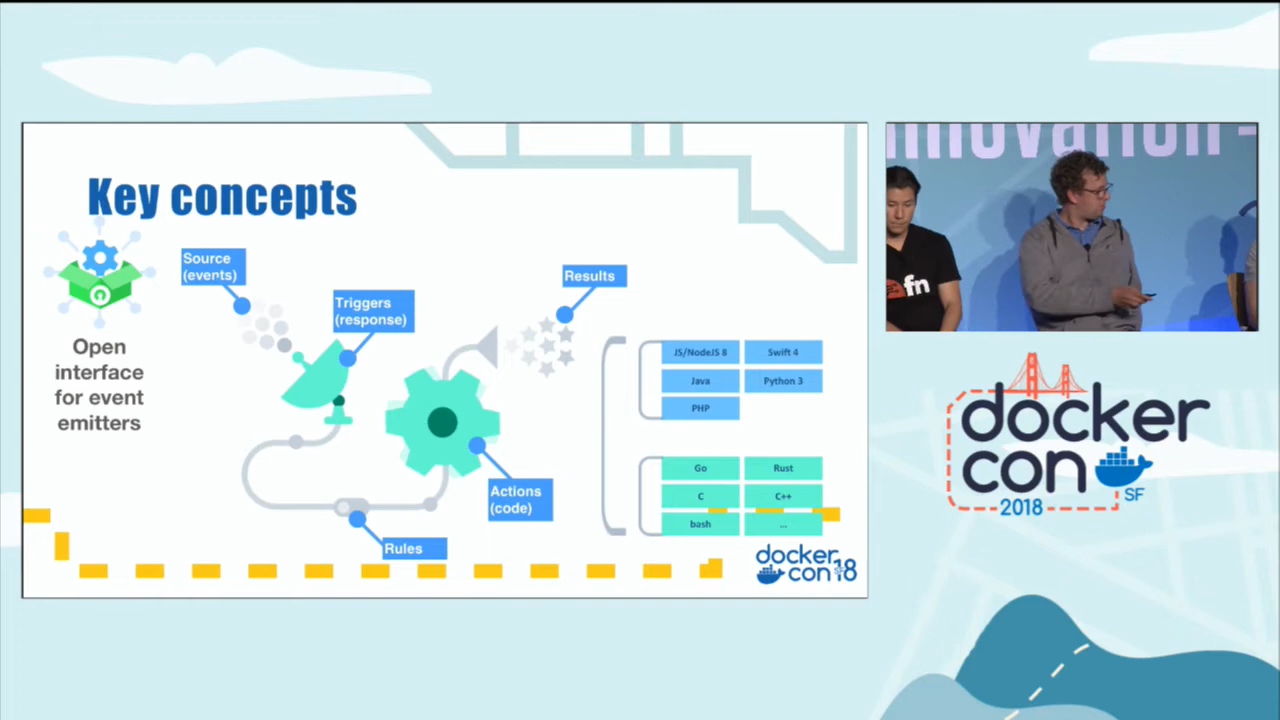 Key concepts
Open
interface
for event
emitters
Source
(events)
Triggers
(response)
Results
Actions
(code)
Rules
JS/NodeJS 8
Swift 4
Java
Python 3
PHP
Go
Rust
C
C++
bash
...
docker
con18
innovation
fn
docker
con
SF
2018